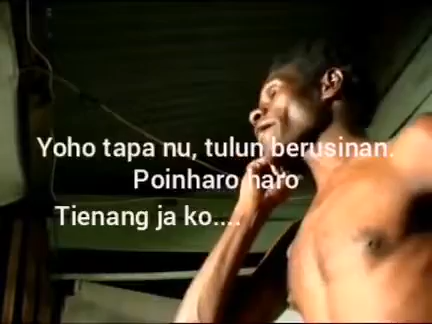 Yoho tapa nu, tulun berusinan.
Poinharo haro
Tienang ja ko....